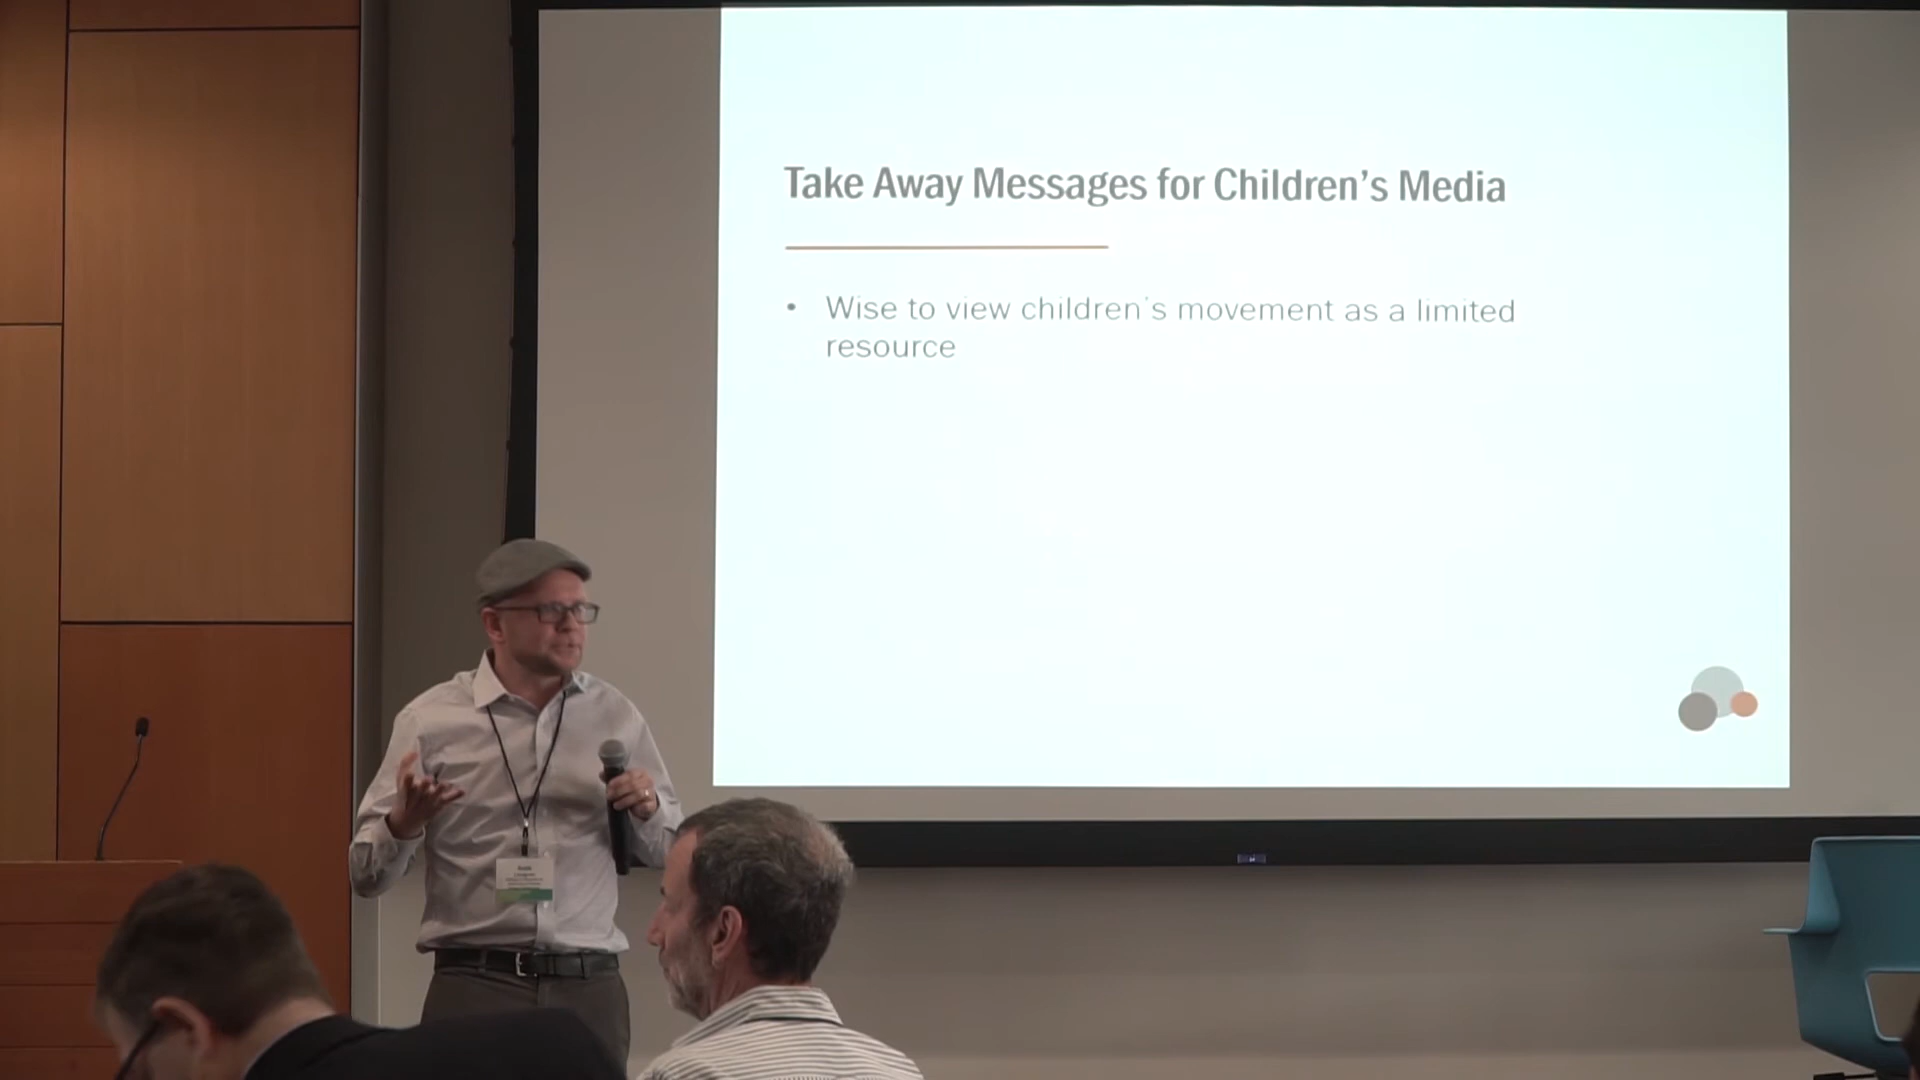 Take Away Messages for Children’s Media
• Wise to view children's movement as a limited
resource